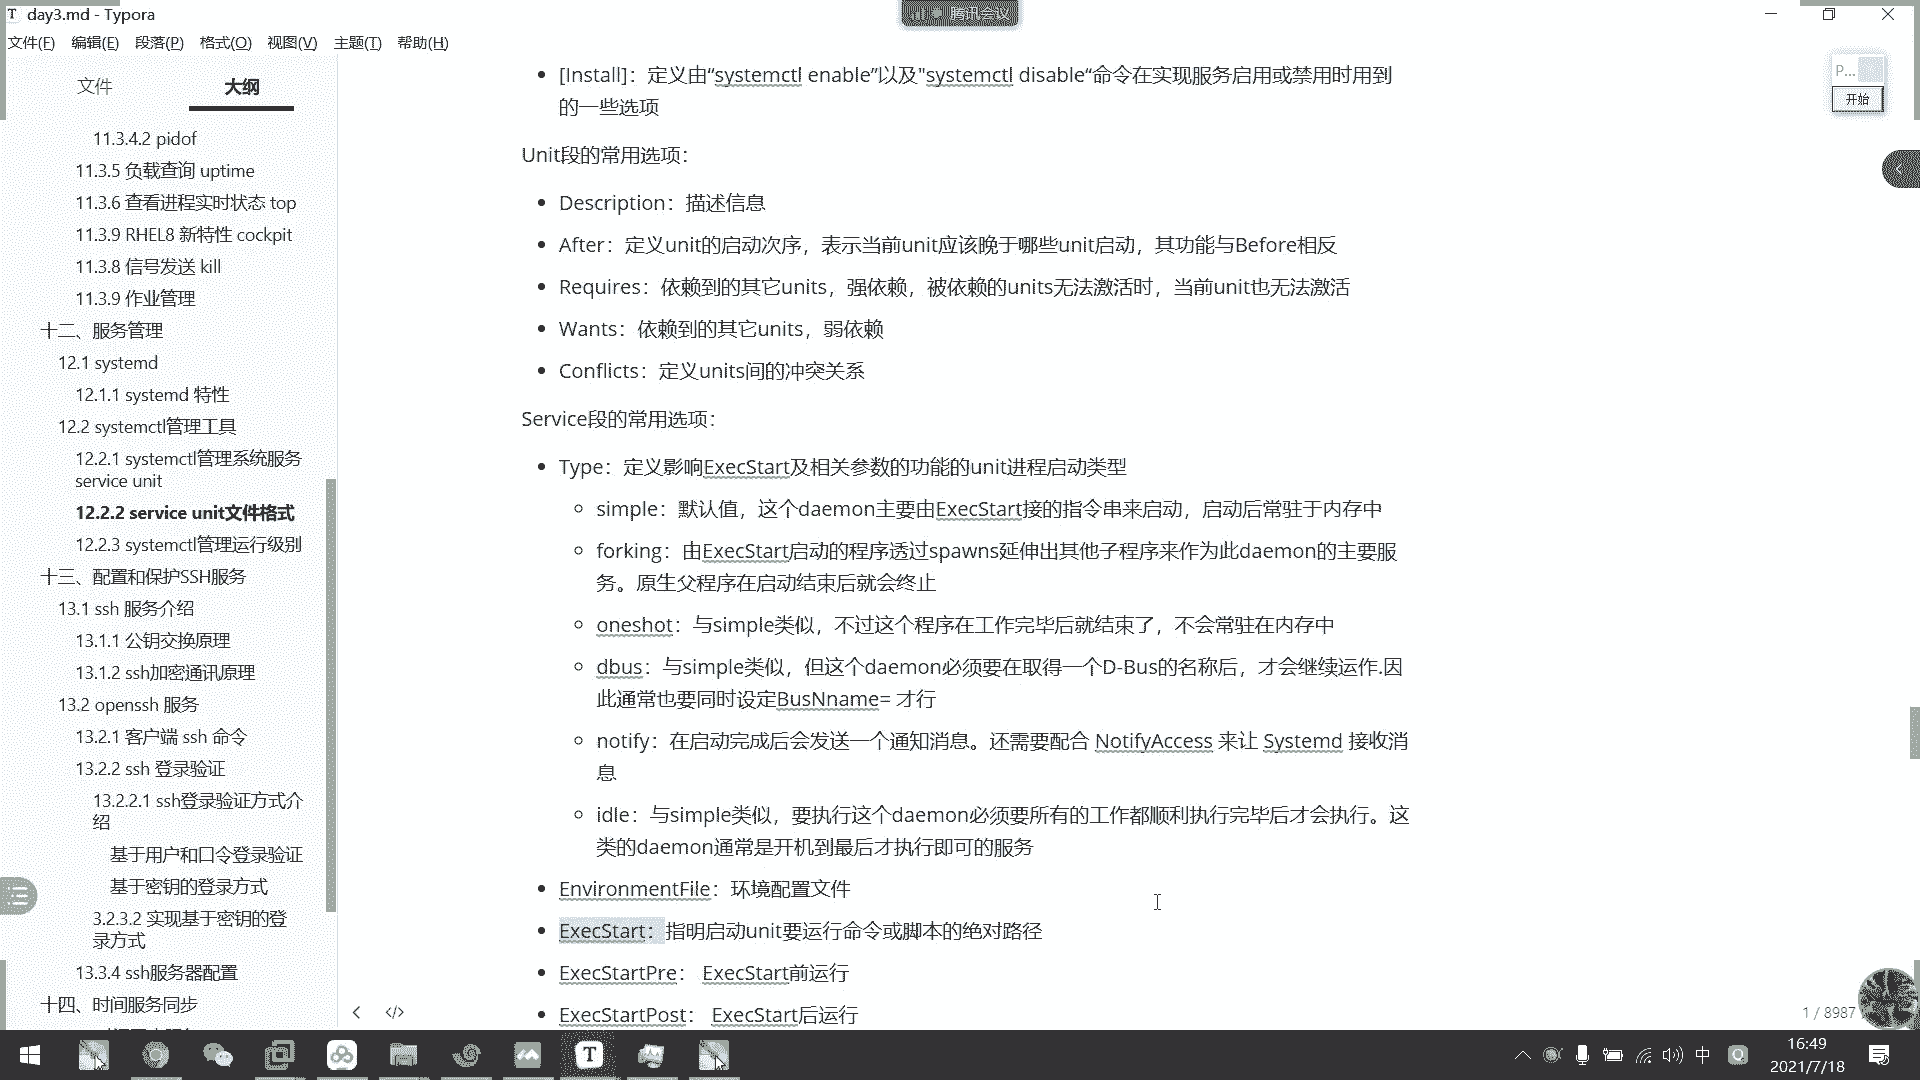 day3.md - Typora
腾讯会议
文件(F) 编辑(E) 段落(P) 格式(O) 视图(V) 主题(T) 帮助(H)
文件 大纲
11.3.4.2 pidof
11.3.5 负载查询 uptime
11.3.6 查看进程实时状态 top
11.3.9 RHEL8 新特性 cockpit
11.3.8 信号发送 kill
11.3.9 作业管理
十二、服务管理
12.1 systemd
12.1.1 systemd 特性
12.2 systemctl管理工具
12.2.1 systemctl管理系统服务
service unit
12.2.2 service unit文件格式
12.2.3 systemctl管理运行级别
十三、配置和保护SSH服务
13.1 ssh 服务介绍
13.1.1 公钥交换原理
13.1.2 ssh加密通讯原理
13.2 openssh 服务
13.2.1 客户端 ssh 命令
13.2.2 ssh 登录验证
13.2.2.1 ssh登录验证方式介
绍
基于用户和口令登录验证
基于密钥的登录方式
3.2.3.2 实现基于密钥的登
录方式
13.3.4 ssh服务器配置
十四、时间服务同步
[Install]：定义由“systemctl enable”以及"systemctl disable“命令在实现服务启用或禁用时用到
的一些选项
Unit段的常用选项：
Description：描述信息
After：定义unit的启动次序，表示当前unit应该晚于哪些unit启动，其功能与Before相反
Requires：依赖到的其它units，强依赖，被依赖的units无法激活时，当前unit也无法激活
Wants：依赖到的其它units，弱依赖
Conflicts：定义units间的冲突关系
Service段的常用选项：
Type：定义影响ExecStart及相关参数的功能的unit进程启动类型
simple：默认值，这个daemon主要由ExecStart接的指令串来启动，启动后常驻于内存中
forking：由ExecStart启动的程序透过spawns延伸出其他子程序来作为此daemon的主要服
务。原生父程序在启动结束后就会终止
oneshot：与simple类似，不过这个程序在工作完毕后就结束了，不会常驻在内存中
dbus：与simple类似，但这个daemon必须要在取得一个D-Bus的名称后，才会继续运作.因
此通常也要同时设定BusNname= 才行
notify：在启动完成后会发送一个通知消息。还需要配合 NotifyAccess 来让 Systemd 接收消
息
idle：与simple类似，要执行这个daemon必须要所有的工作都顺利执行完毕后才会执行。这
类的daemon通常是开机到最后才执行即可的服务
EnvironmentFile：环境配置文件
ExecStart：指明启动unit要运行命令或脚本的绝对路径
ExecStartPre： ExecStart前运行
ExecStartPost： ExecStart后运行
P...
开始
1 / 8987
中
16:49
2021/7/18